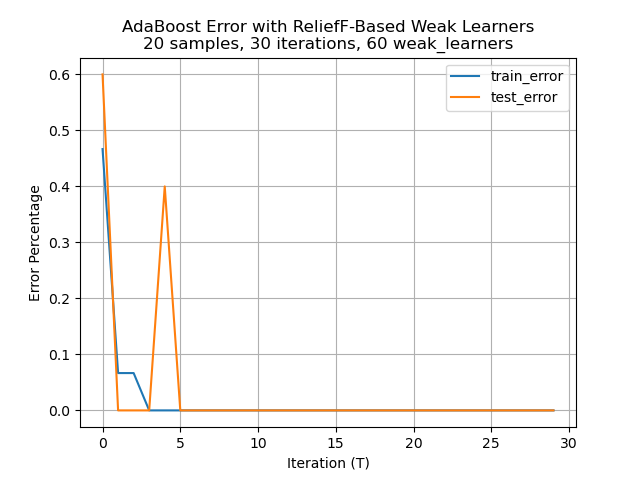 AdaBoost Error with ReliefF-Based Weak Learners
20 samples, 30 iterations, 60 weak_learners
train_error
test_error
0.6
0.5
0.4
0.3
0.2
0.1
0.0
Error Percentage
0 5 10 15 20 25 30
Iteration (T)